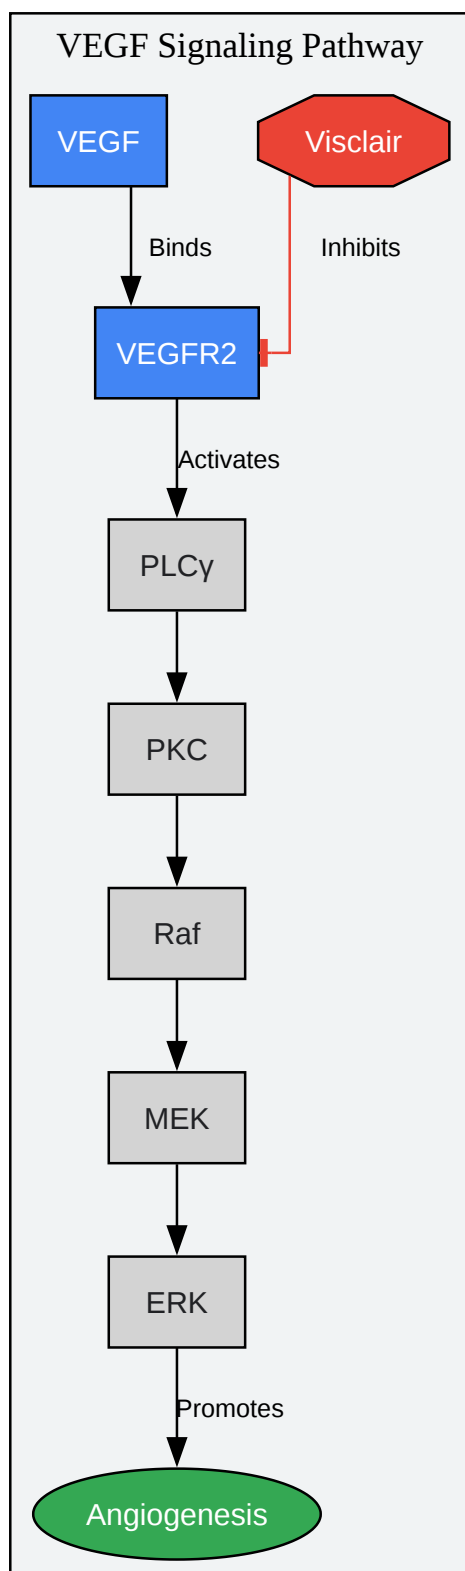 VEGF Signaling Pathway
VEGF
Visclair
Binds
Inhibits
VEGFR2
Activates
PLCγ
PKC
Raf
MEK
ERK
Promotes
Angiogenesis